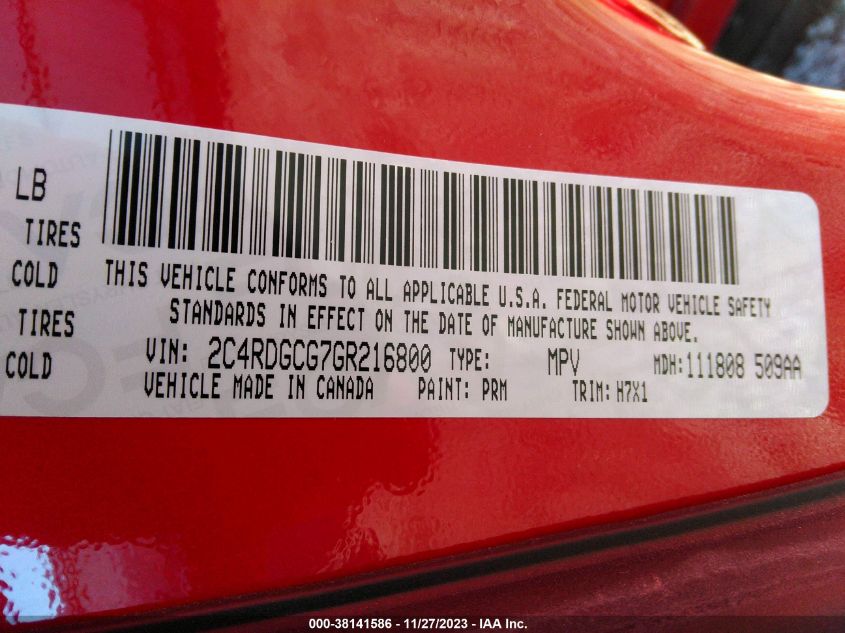 LB
TIRES
COLD
THIS VEHICLE CONFORMS TO ALL APPLICABLE U.S.A. FEDERAL MOTOR VEHICLE SAFETY
TIRES
STANDARDS IN EFFECT ON THE DATE OF MANUFACTURE SHOWN ABOVE.
COLD
VIN: 2C4RDGCG7GR216800 TYPE: MPV MDH:111808 509AA
VEHICLE MADE IN CANADA PAINT: PRM TRIM: H7X1
000-38141586 - 11/27/2023 - IAA Inc.